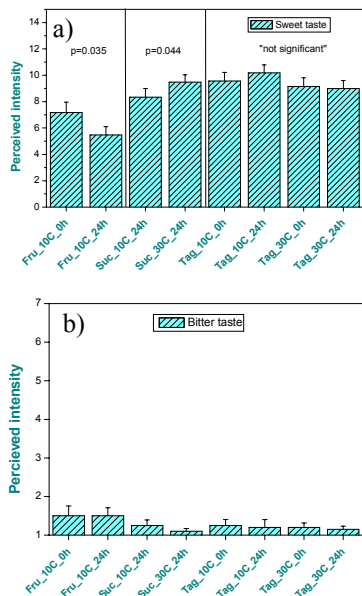 a)
Sweet taste
p=0.035
p=0.044
"not significant"
Perceived intensity
14
12
10
8
6
4
2
0
Fru_10C_0h
Fru_10C_24h
Suc_10C_24h
Suc_30C_24h
Tag_10C_0h
Tag_10C_24h
Tag_30C_0h
Tag_30C_24h
b)
Bitter taste
Percieved intensity
7
6
5
4
3
2
1
Fru_10C_0h
Fru_10C_24h
Suc_10C_24h
Suc_30C_24h
Tag_10C_0h
Tag_10C_24h
Tag_30C_0h
Tag_30C_24h